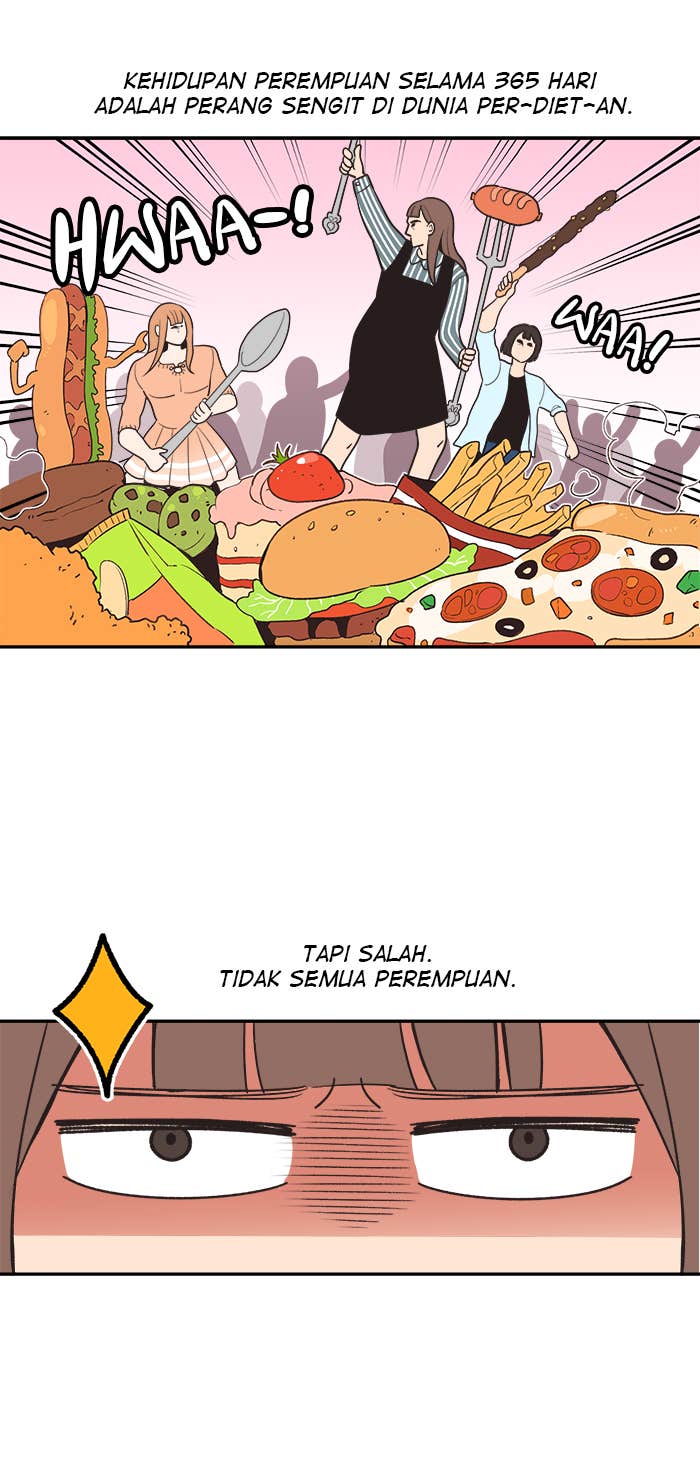 KEHIDUPAN PEREMPUAN SELAMA 365 HARI
ADALAH PERANG SENGIT DI DUNIA PER-DIET-AN.
HWAA-!
WAA!
TAPI SALAH.
TIDAK SEMUA PEREMPUAN.